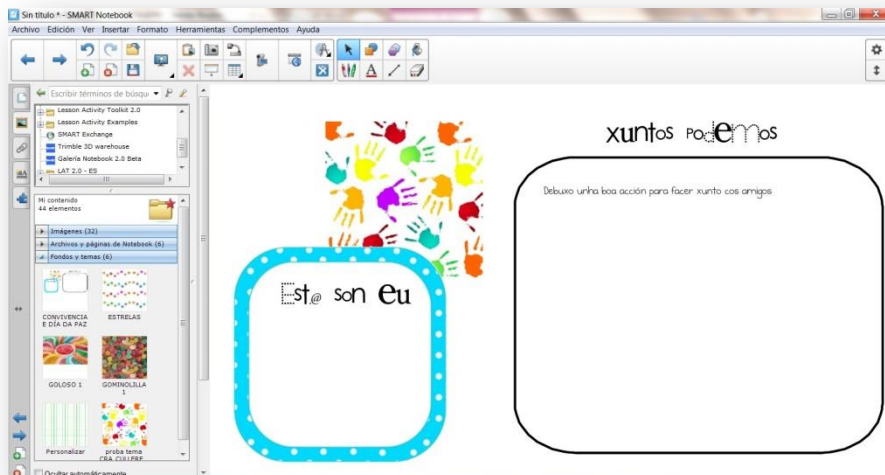 Sin título * - SMART Notebook
Archivo Edición Ver Insertar Formato Herramientas Complementos Ayuda
Escribir términos de búsqu
Lesson Activity Toolkit 2.0
Lesson Activity Examples
SMART Exchange
Trimble 3D warehouse
Galería Notebook 2.0 Beta
LAT 2.0 - ES
Mi contenido
44 elementos
Imágenes (32)
Archivos y páginas de Notebook (6)
Fondos y temas (6)
CONVIVENCIA E DÍA DA PAZ
ESTRELAS
GOLOSO 1
GOMINOLILLA 1
Personalizar
proba tema
CRA CULLERE
Ocultar automáticamente
Est@ son eu
xuntos podemos
Debuxo unha boa acción para facer xunto cos amigos